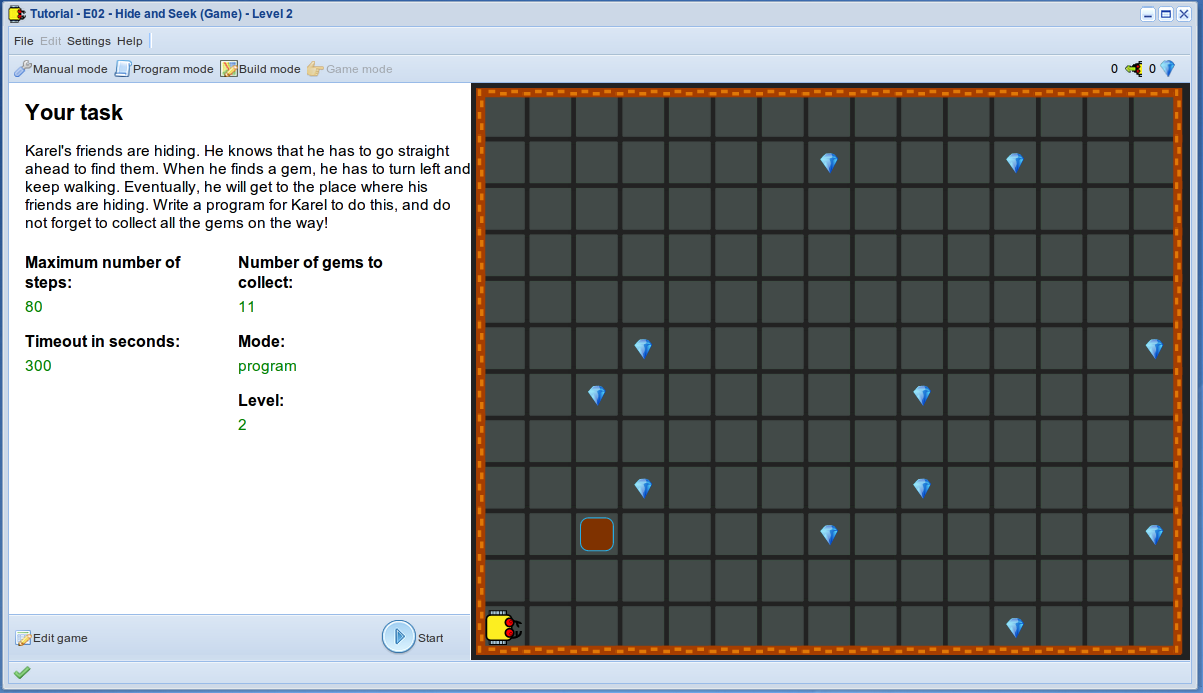 Tutorial - E02 - Hide and Seek (Game) - Level 2
File Edit Settings Help
Manual mode Program mode Build mode Game mode
0 0
Your task
Karel's friends are hiding. He knows that he has to go straight
ahead to find them. When he finds a gem, he has to turn left and
keep walking. Eventually, he will get to the place where his
friends are hiding. Write a program for Karel to do this, and do
not forget to collect all the gems on the way!
Maximum number of
steps:
80
Number of gems to
collect:
11
Timeout in seconds:
300
Mode:
program
Level:
2
Edit game
Start